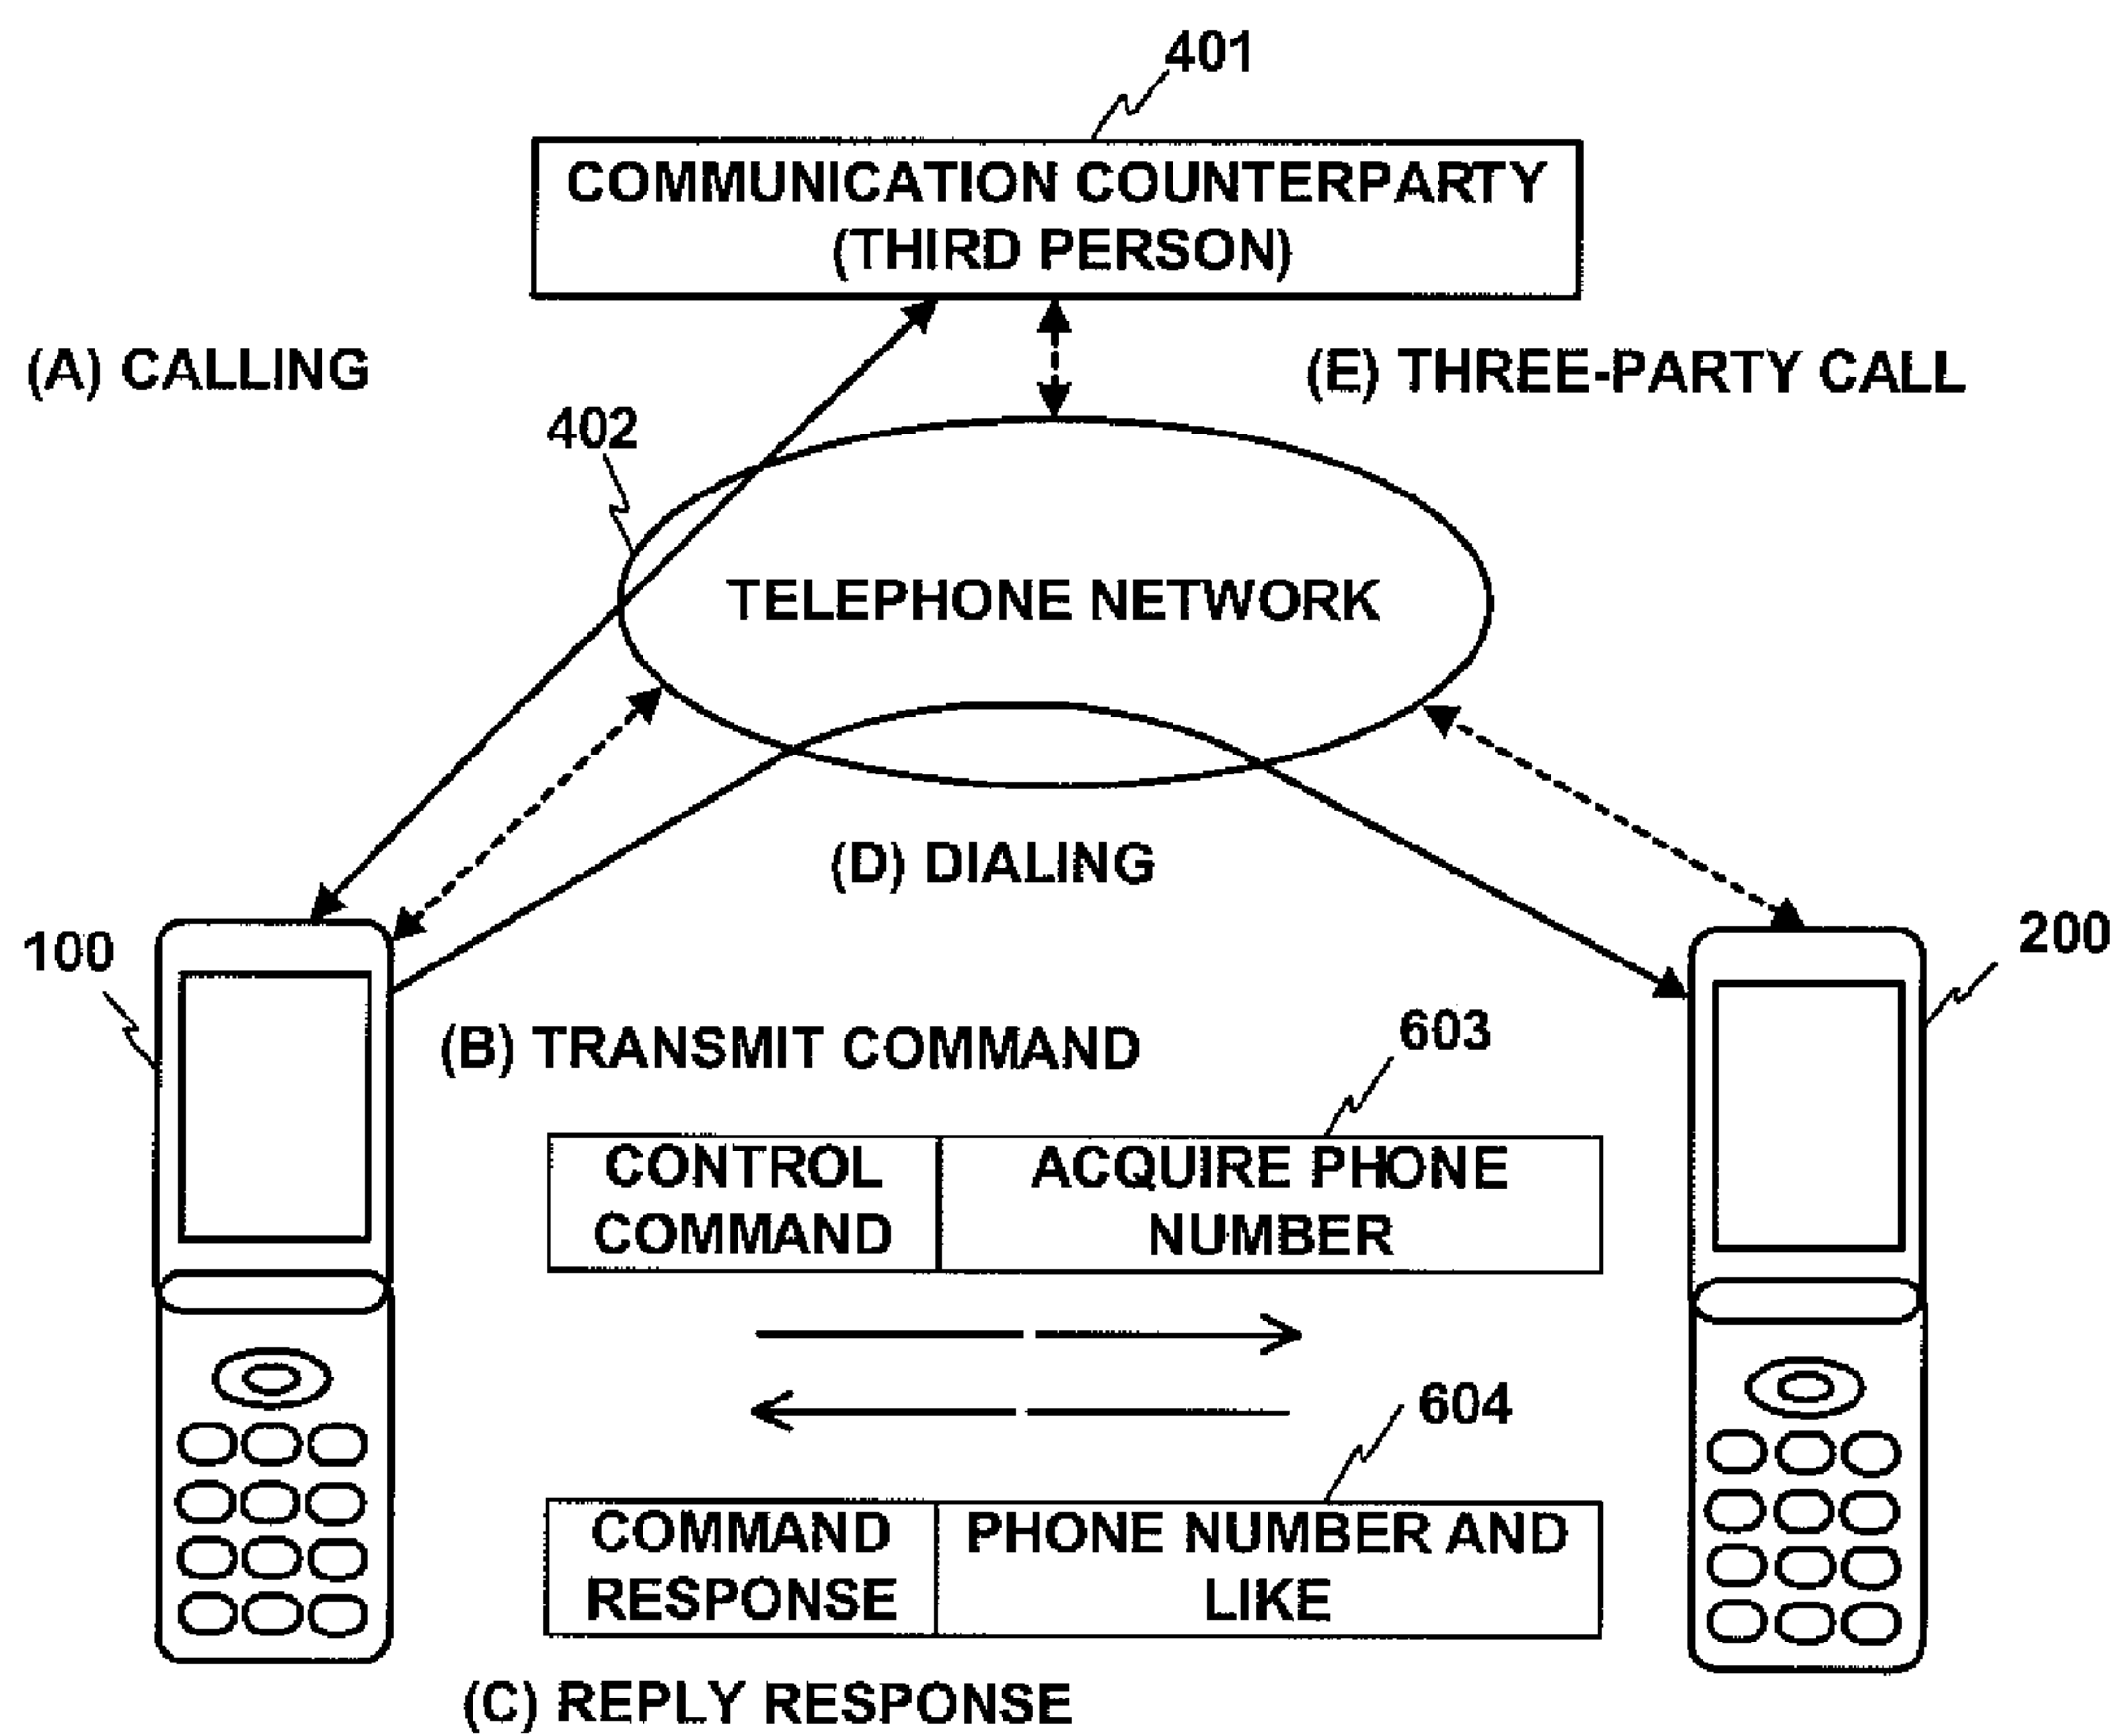 401
COMMUNICATION COUNTERPARTY
(THIRD PERSON)
(A) CALLING
(E) THREE-PARTY CALL
402
TELEPHONE NETWORK
(D) DIALING
100
200
(B) TRANSMIT COMMAND
603
CONTROL
COMMAND
ACQUIRE PHONE
NUMBER
604
COMMAND
RESPONSE
PHONE NUMBER AND
LIKE
(C) REPLY RESPONSE